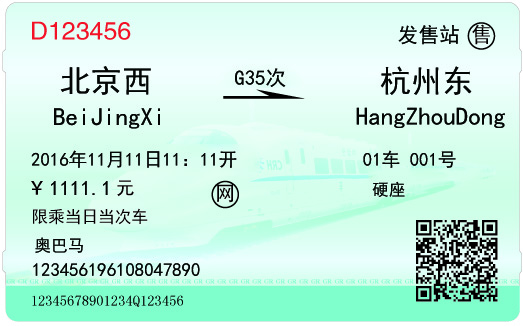 D123456 发售站 售
北京西 G35次 杭州东
BeiJingXi HangZhouDong
2016年11月11日11：11开 01车 001号
¥ 1111.1 元 网 硬座
限乘当日当次车
奥巴马
123456196108047890
12345678901234Q123456